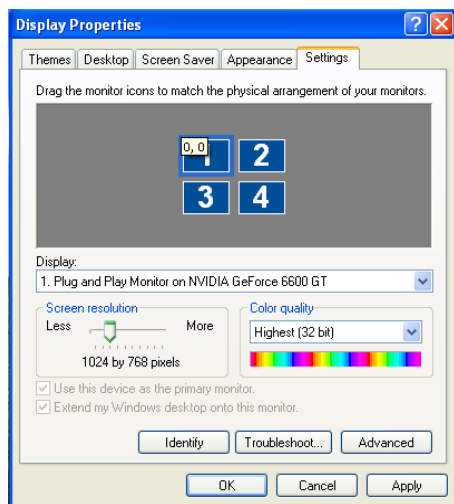 Display Properties
Themes Desktop Screen Saver Appearance Settings
Drag the monitor icons to match the physical arrangement of your monitors.
0, 0
1 2
3 4
Display:
1. Plug and Play Monitor on NVIDIA GeForce 6600 GT
Screen resolution
Less More
1024 by 768 pixels
Color quality
Highest (32 bit)
Use this device as the primary monitor.
Extend my Windows desktop onto this monitor.
Identify Troubleshoot... Advanced
OK Cancel Apply